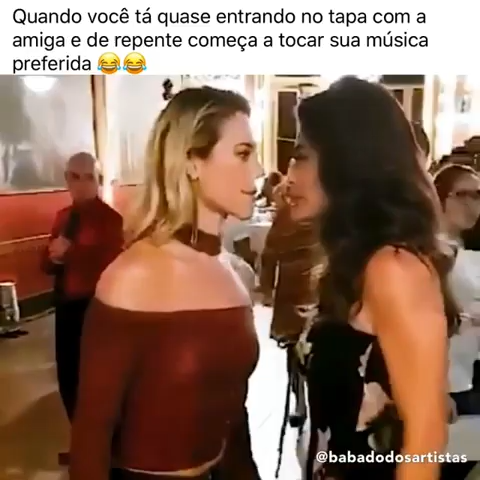 Quando você tá quase entrando no tapa com a
amiga e de repente começa a tocar sua música
preferida 😂😂
@babadodosartistas